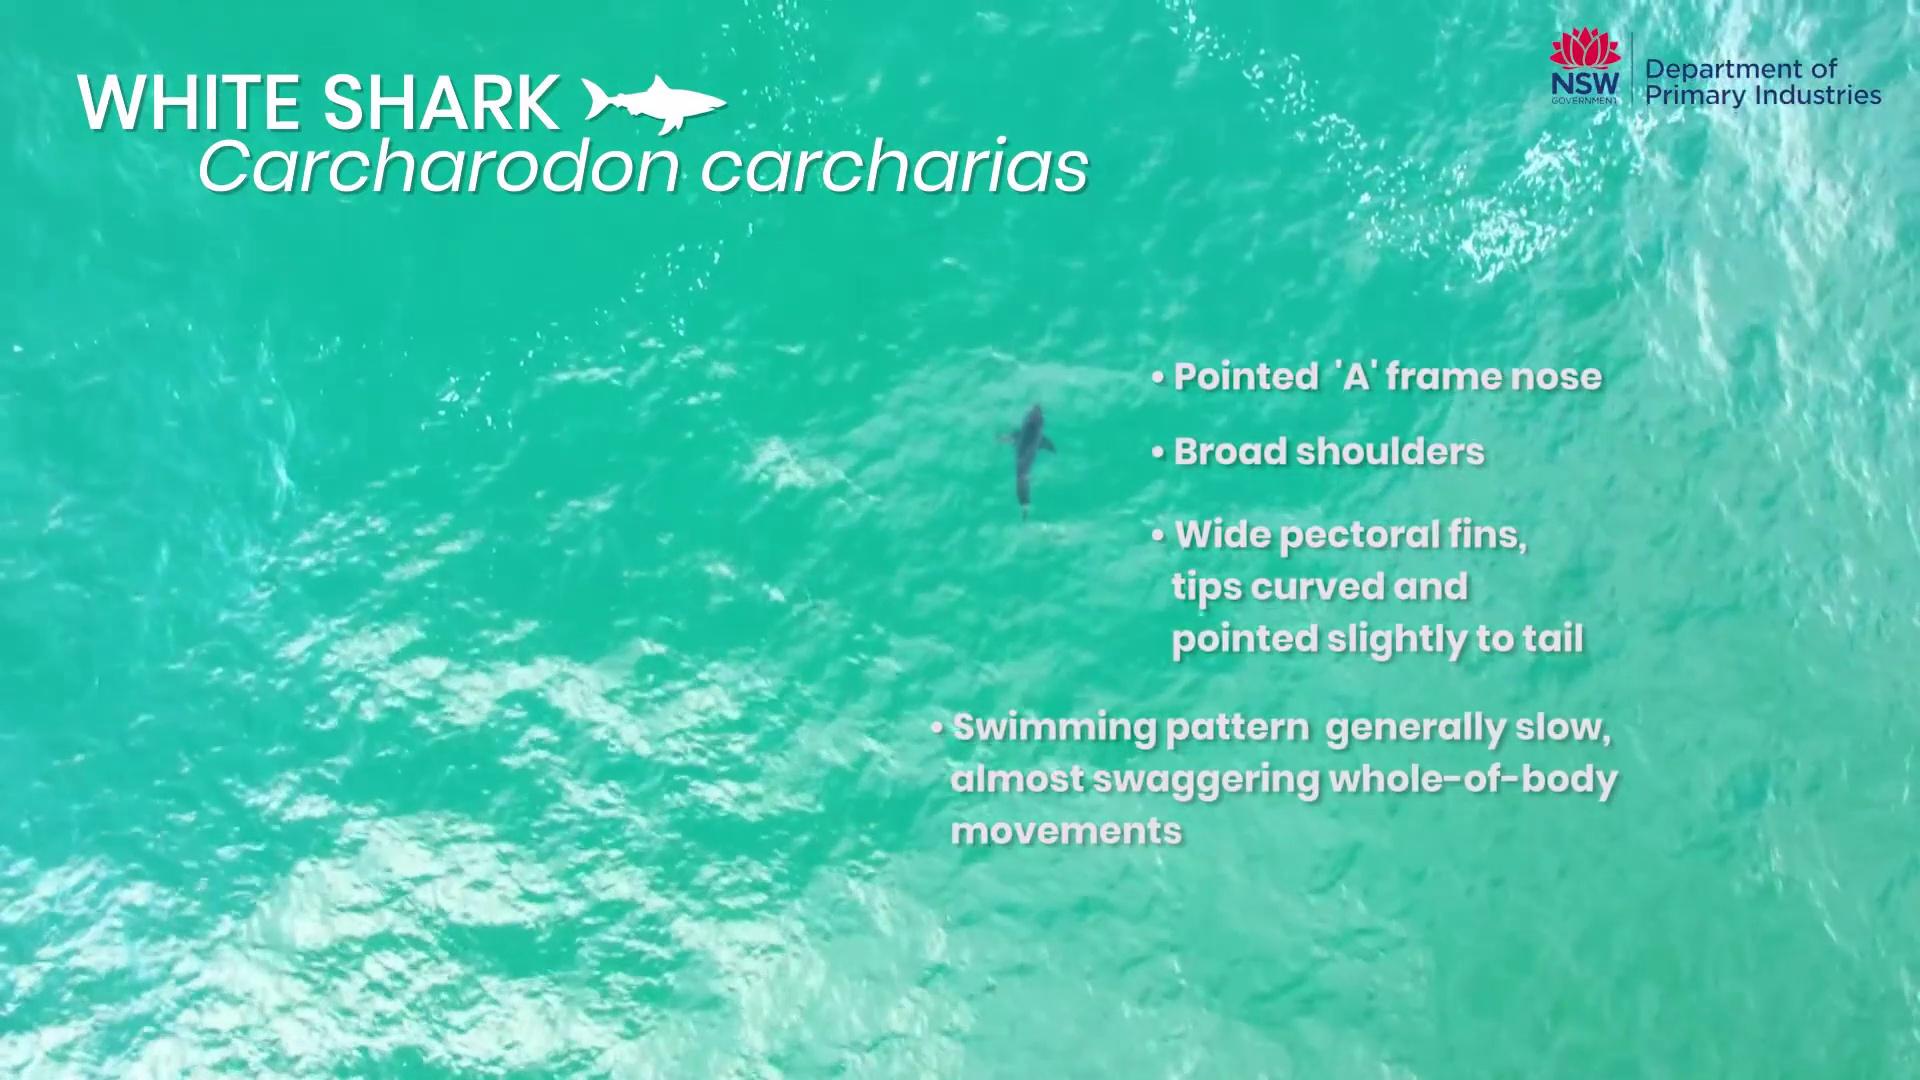 WHITE SHARK
Carcharodon carcharias
NSW
GOVERNMENT
Department of
Primary Industries
• Pointed 'A' frame nose
• Broad shoulders
• Wide pectoral fins,
tips curved and
pointed slightly to tail
• Swimming pattern generally slow,
almost swaggering whole-of-body
movements